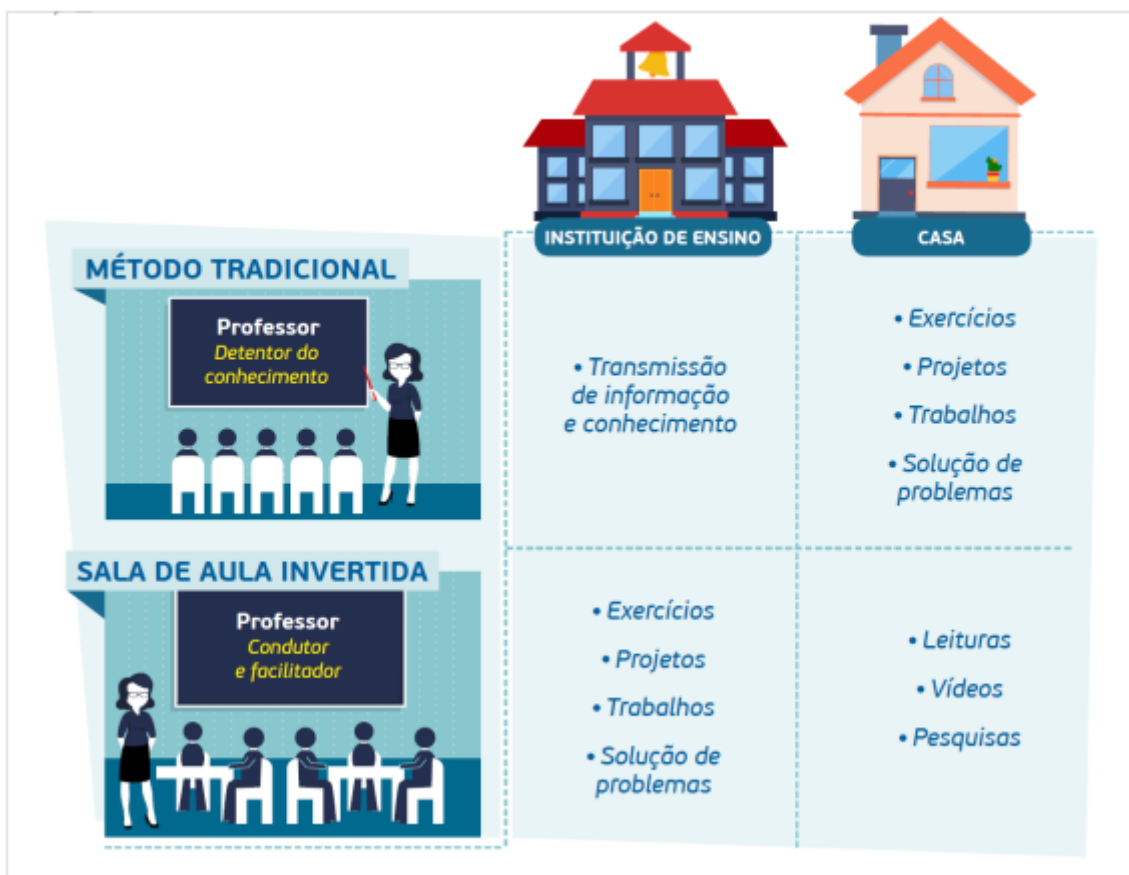 INSTITUIÇÃO DE ENSINO
CASA
MÉTODO TRADICIONAL
Professor
Detentor do
conhecimento
• Transmissão
de informação
e conhecimento
• Exercícios
• Projetos
• Trabalhos
• Solução de
problemas
SALA DE AULA INVERTIDA
Professor
Condutor
e facilitador
• Exercícios
• Projetos
• Trabalhos
• Solução de
problemas
• Leituras
• Vídeos
• Pesquisas